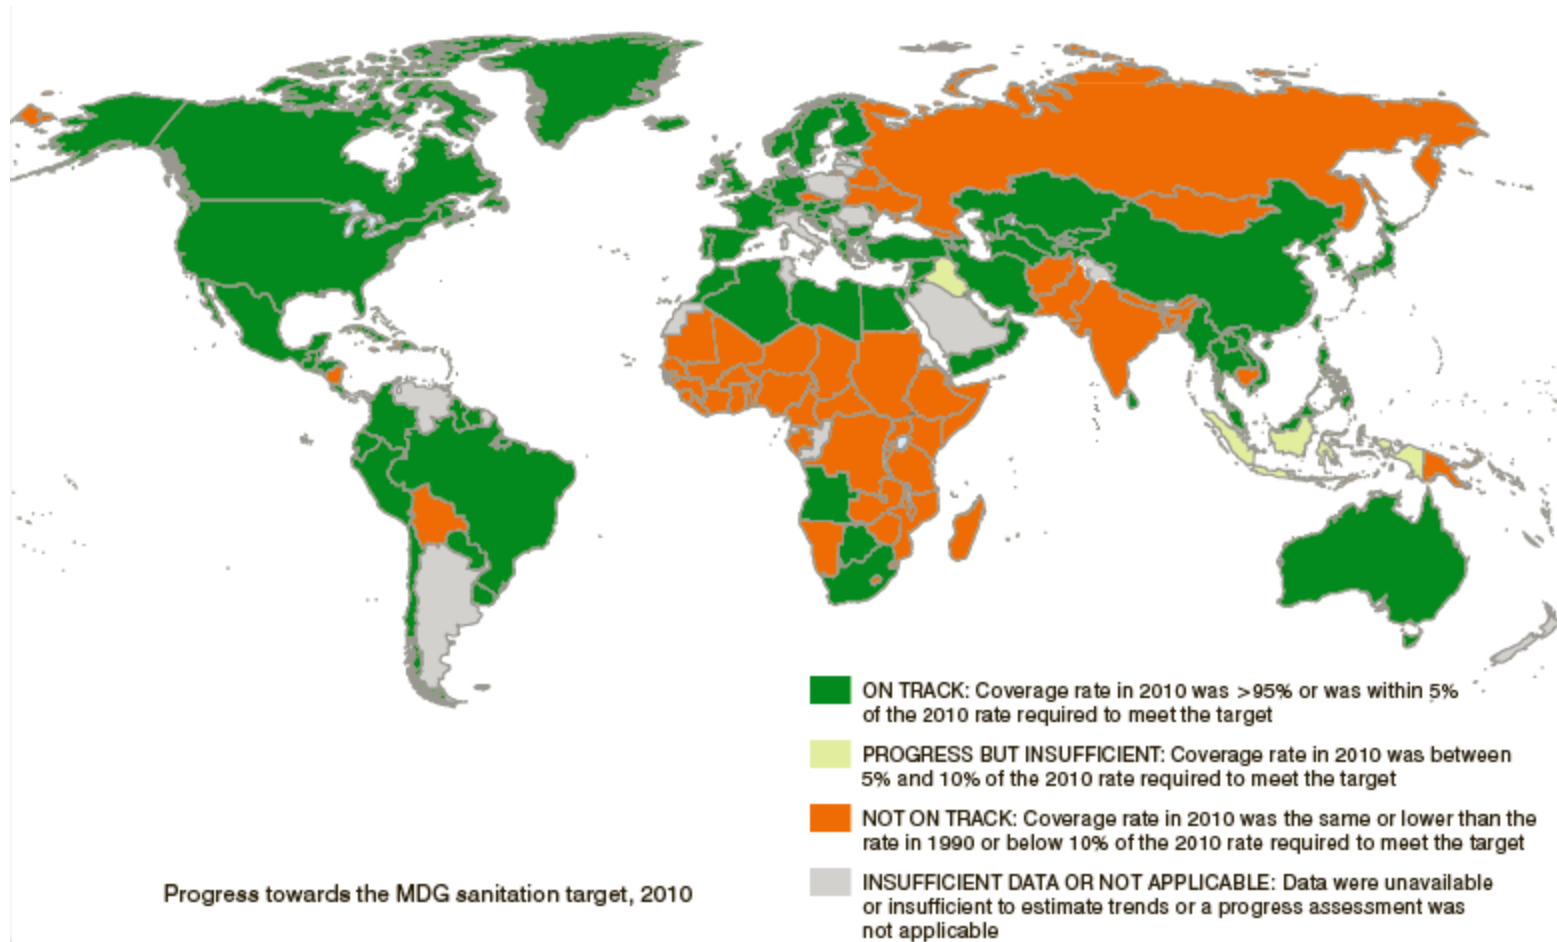 ON TRACK: Coverage rate in 2010 was >95% or was within 5%
of the 2010 rate required to meet the target
PROGRESS BUT INSUFFICIENT: Coverage rate in 2010 was between
5% and 10% of the 2010 rate required to meet the target
NOT ON TRACK: Coverage rate in 2010 was the same or lower than the
rate in 1990 or below 10% of the 2010 rate required to meet the target
INSUFFICIENT DATA OR NOT APPLICABLE: Data were unavailable
or insufficient to estimate trends or a progress assessment was
not applicable
Progress towards the MDG sanitation target, 2010